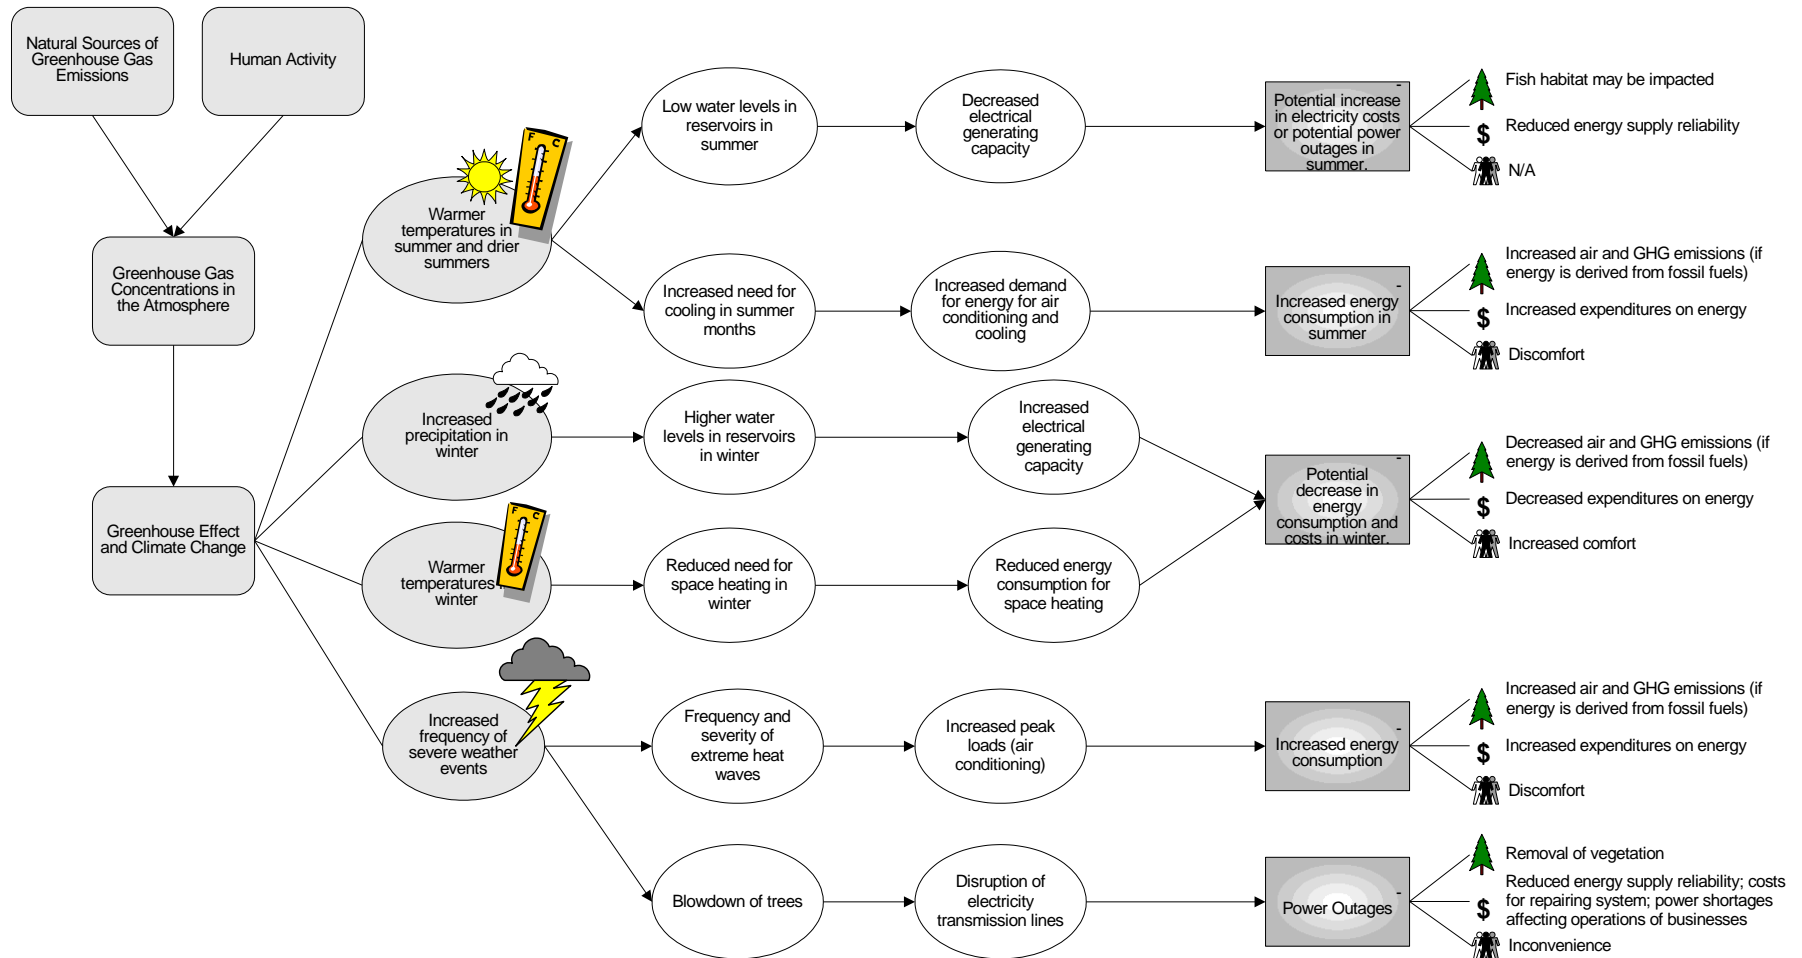 Natural Sources of
Greenhouse Gas
Emissions
Human Activity
Greenhouse Gas
Concentrations in
the Atmosphere
Greenhouse Effect
and Climate Change
F C
Warmer
temperatures in
summer and drier
summers
Increased
precipitation in
winter
F C
Warmer
temperatures
winter
Increased
frequency of
severe weather
events
Low water levels in
reservoirs in
summer
Increased need for
cooling in summer
months
Higher water
levels in reservoirs
in winter
Reduced need for
space heating in
winter
Frequency and
severity of
extreme heat
waves
Blowdown of trees
Decreased
electrical
generating
capacity
Increased demand
for energy for air
conditioning and
cooling
Increased
electrical
generating
capacity
Reduced energy
consumption for
space heating
Increased peak
loads (air
conditioning)
Disruption of
electricity
transmission lines
-
Potential increase
in electricity costs
or potential power
outages in
summer.
-
Increased energy
consumption in
summer
-
Potential
decrease in
energy
consumption and
costs in winter.
-
Increased energy
consumption
-
Power Outages
Fish habitat may be impacted
$ Reduced energy supply reliability
N/A
Increased air and GHG emissions (if
energy is derived from fossil fuels)
$ Increased expenditures on energy
Discomfort
Decreased air and GHG emissions (if
energy is derived from fossil fuels)
$ Decreased expenditures on energy
Increased comfort
Increased air and GHG emissions (if
energy is derived from fossil fuels)
$ Increased expenditures on energy
Discomfort
Removal of vegetation
Reduced energy supply reliability; costs
$ for repairing system; power shortages
affecting operations of businesses
Inconvenience